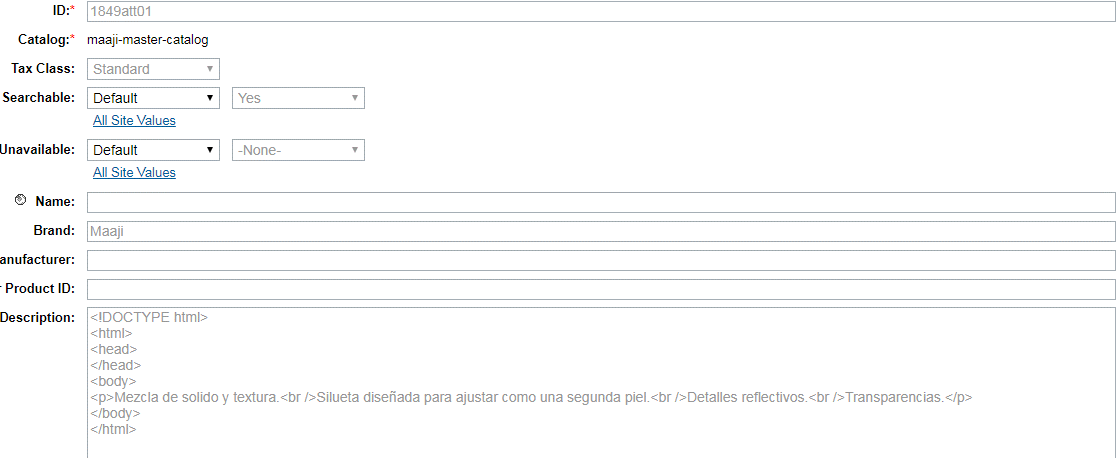 ID:* 1849att01
Catalog:* maaji-master-catalog
Tax Class: Standard
Searchable: Default Yes
All Site Values
Unavailable: Default -None-
All Site Values
Name:
Brand: Maaji
anufacturer:
r Product ID:
Description: <!DOCTYPE html>
<html>
<head>
</head>
<body>
<p>Mezcla de solido y textura.<br />Silueta diseñada para ajustar como una segunda piel.<br />Detalles reflectivos.<br />Transparencias.</p>
</body>
</html>